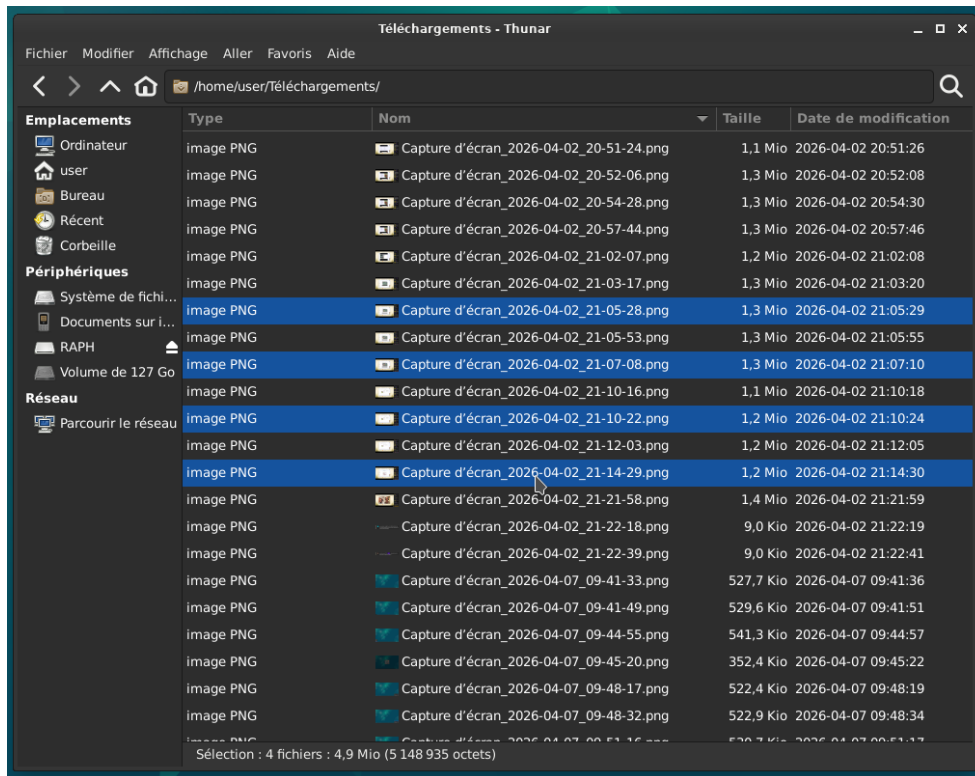 Téléchargements - Thunar
Fichier Modifier Affichage Aller Favoris Aide
/home/user/Téléchargements/
Emplacements
Ordinateur
user
Bureau
Récent
Corbeille
Périphériques
Système de fichi...
Documents sur i...
RAPH
Volume de 127 Go
Réseau
Parcourir le réseau
Type Nom Taille Date de modification
image PNG Capture d’écran_2026-04-02_20-51-24.png 1,1 Mio 2026-04-02 20:51:26
image PNG Capture d’écran_2026-04-02_20-52-06.png 1,3 Mio 2026-04-02 20:52:08
image PNG Capture d’écran_2026-04-02_20-54-28.png 1,3 Mio 2026-04-02 20:54:30
image PNG Capture d’écran_2026-04-02_20-57-44.png 1,3 Mio 2026-04-02 20:57:46
image PNG Capture d’écran_2026-04-02_21-02-07.png 1,2 Mio 2026-04-02 21:02:08
image PNG Capture d’écran_2026-04-02_21-03-17.png 1,3 Mio 2026-04-02 21:03:20
image PNG Capture d’écran_2026-04-02_21-05-28.png 1,3 Mio 2026-04-02 21:05:29
image PNG Capture d’écran_2026-04-02_21-05-53.png 1,3 Mio 2026-04-02 21:05:55
image PNG Capture d’écran_2026-04-02_21-07-08.png 1,3 Mio 2026-04-02 21:07:10
image PNG Capture d’écran_2026-04-02_21-10-16.png 1,1 Mio 2026-04-02 21:10:18
image PNG Capture d’écran_2026-04-02_21-10-22.png 1,2 Mio 2026-04-02 21:10:24
image PNG Capture d’écran_2026-04-02_21-12-03.png 1,2 Mio 2026-04-02 21:12:05
image PNG Capture d’écran_2026-04-02_21-14-29.png 1,2 Mio 2026-04-02 21:14:30
image PNG Capture d’écran_2026-04-02_21-21-58.png 1,4 Mio 2026-04-02 21:21:59
image PNG Capture d’écran_2026-04-02_21-22-18.png 9,0 Kio 2026-04-02 21:22:19
image PNG Capture d’écran_2026-04-02_21-22-39.png 9,0 Kio 2026-04-02 21:22:41
image PNG Capture d’écran_2026-04-07_09-41-33.png 527,7 Kio 2026-04-07 09:41:36
image PNG Capture d’écran_2026-04-07_09-41-49.png 529,6 Kio 2026-04-07 09:41:51
image PNG Capture d’écran_2026-04-07_09-44-55.png 541,3 Kio 2026-04-07 09:44:57
image PNG Capture d’écran_2026-04-07_09-45-20.png 352,4 Kio 2026-04-07 09:45:22
image PNG Capture d’écran_2026-04-07_09-48-17.png 522,4 Kio 2026-04-07 09:48:19
image PNG Capture d’écran_2026-04-07_09-48-32.png 522,9 Kio 2026-04-07 09:48:34
Sélection : 4 fichiers : 4,9 Mio (5 148 935 octets)